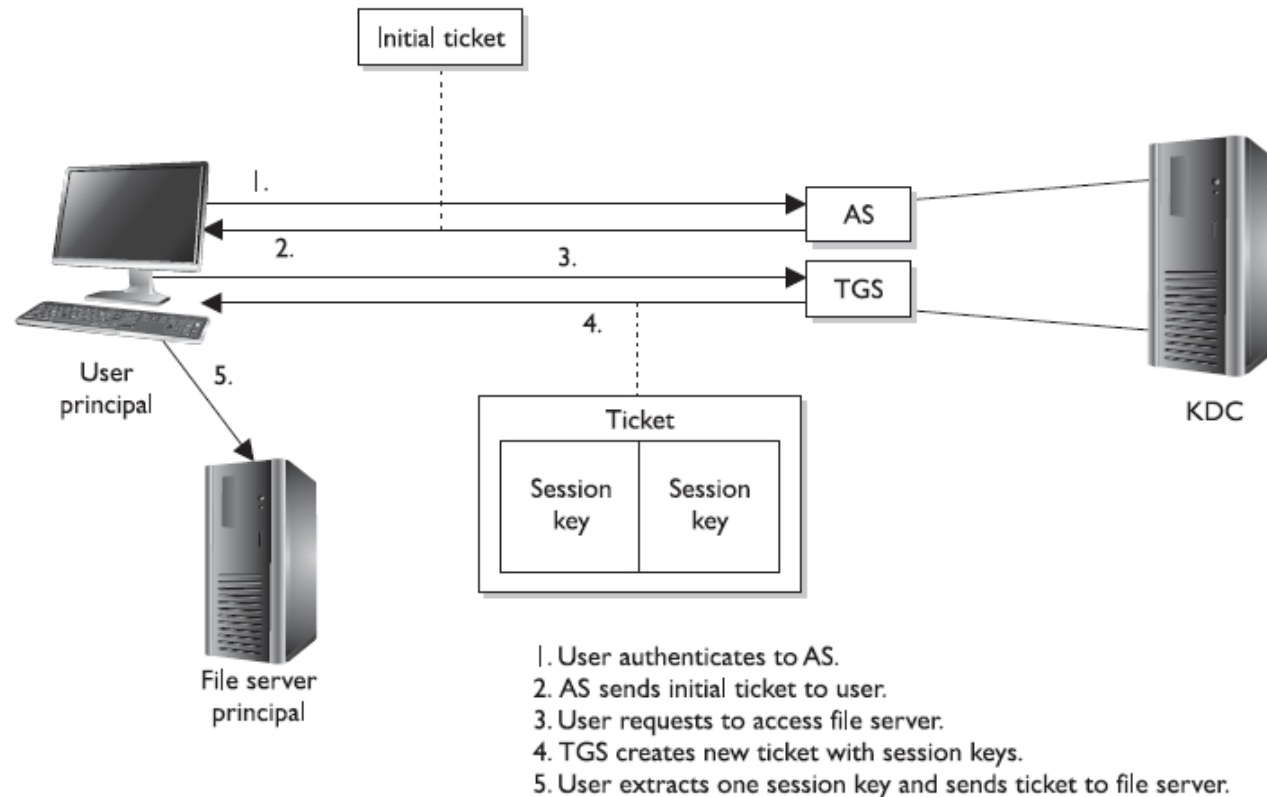 Initial ticket
1.
AS
2.
3.
TGS
4.
User
principal
5.
KDC
Ticket
Session
key
Session
key
File server
principal
1. User authenticates to AS.
2. AS sends initial ticket to user.
3. User requests to access file server.
4. TGS creates new ticket with session keys.
5. User extracts one session key and sends ticket to file server.